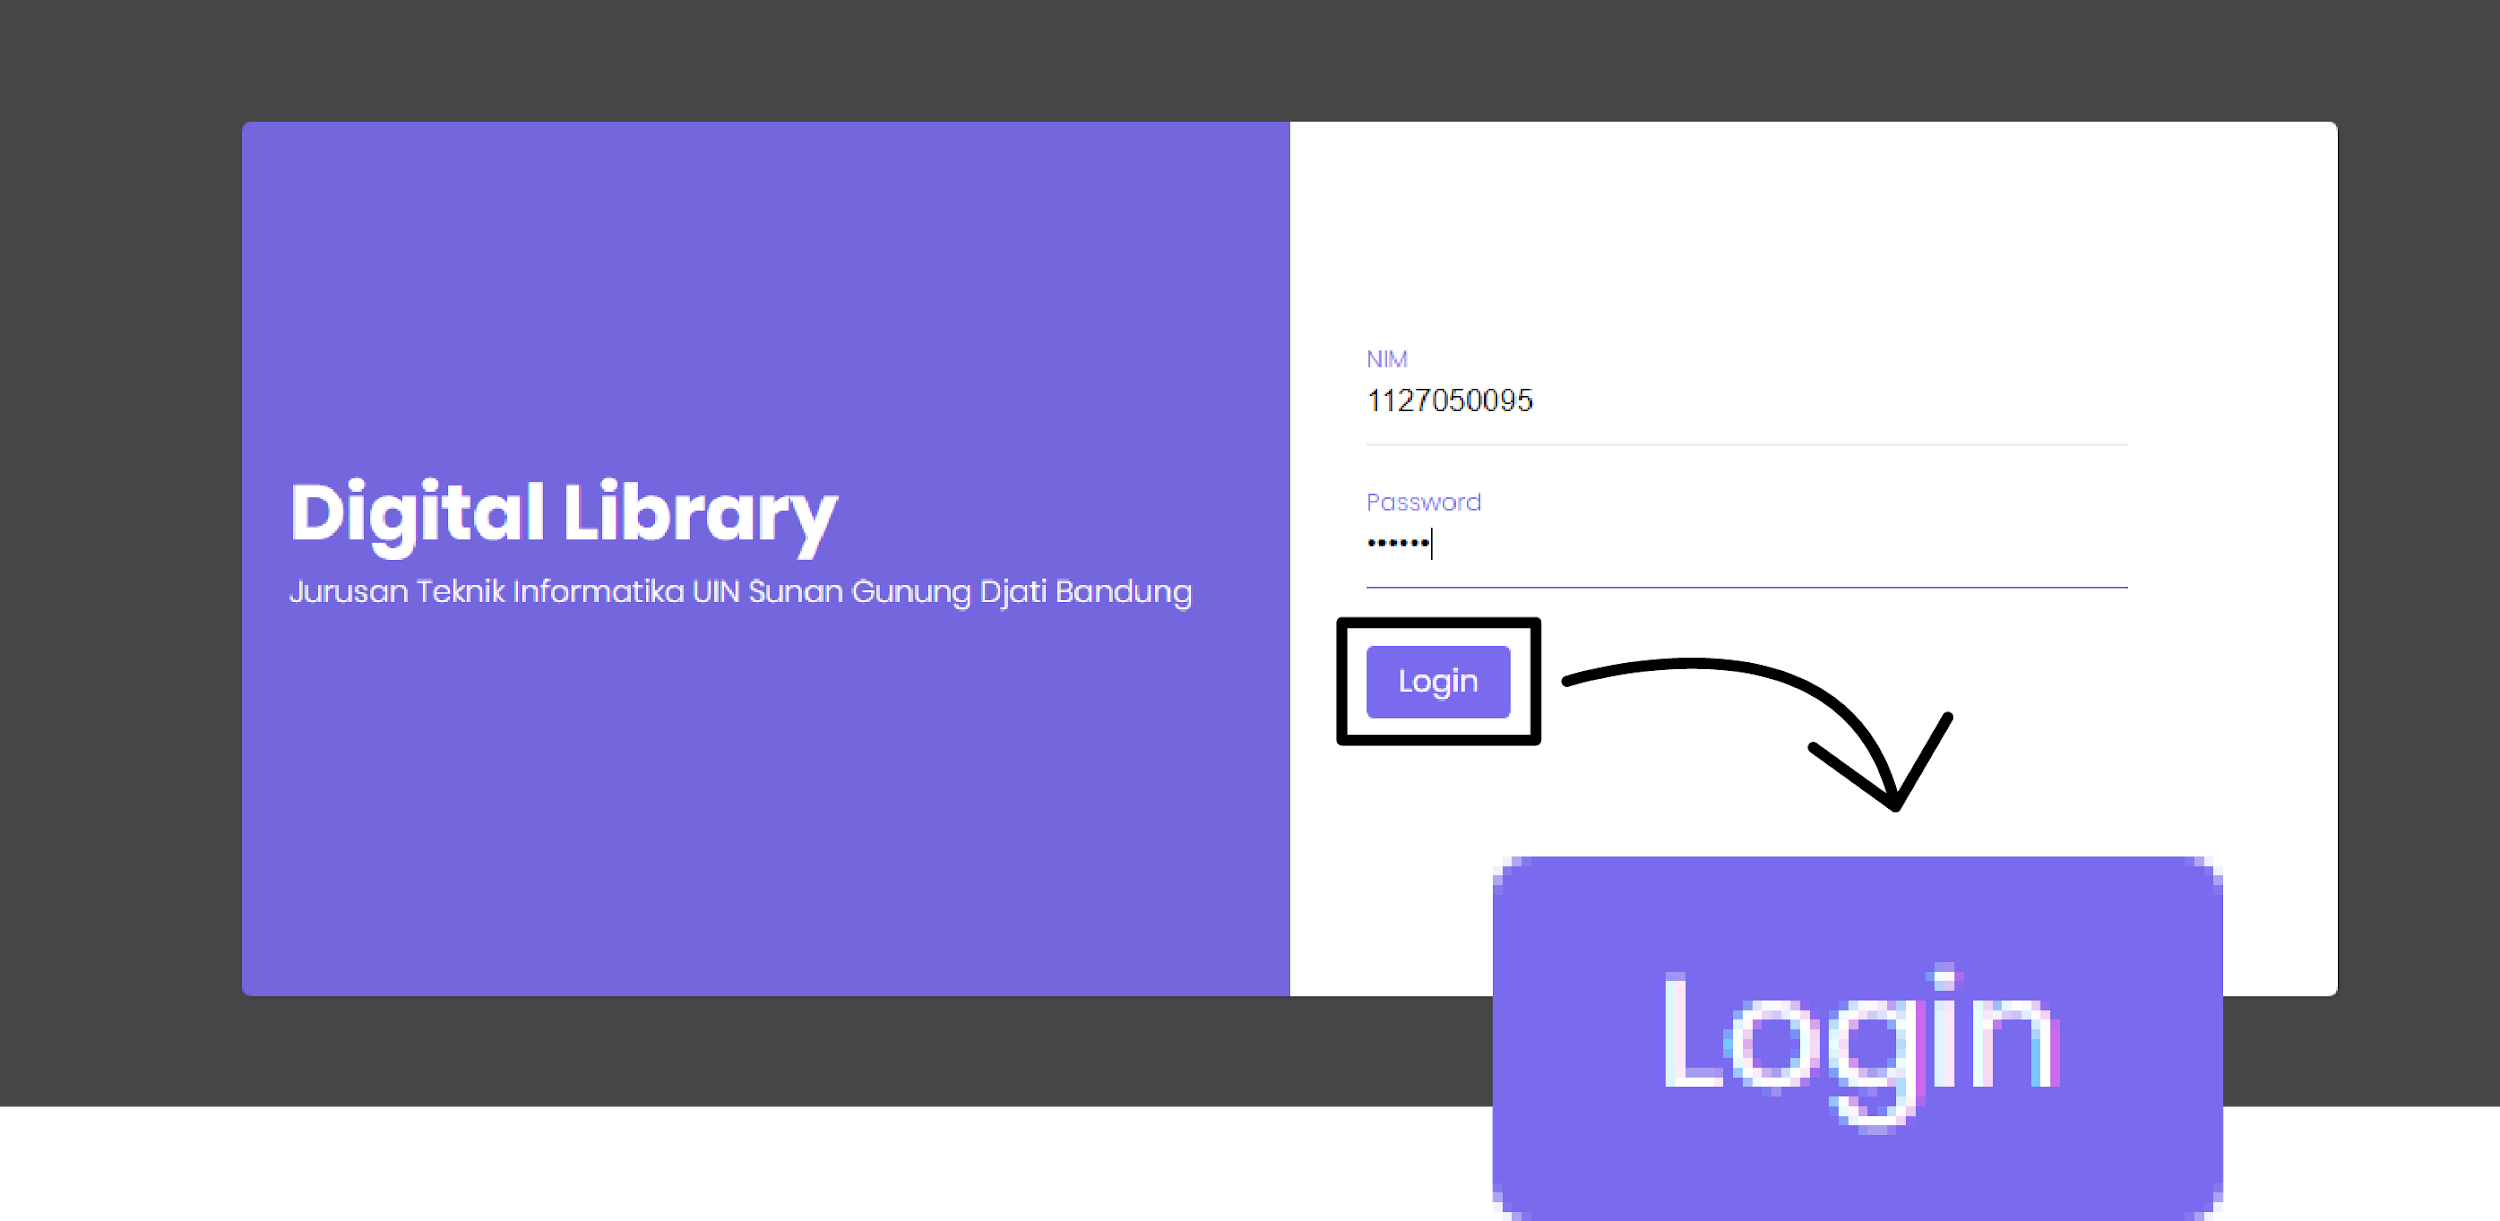 Digital Library
Jurusan Teknik Informatika UIN Sunan Gunung Djati Bandung
NIM
1127050095
Password
••••••
Login
Login